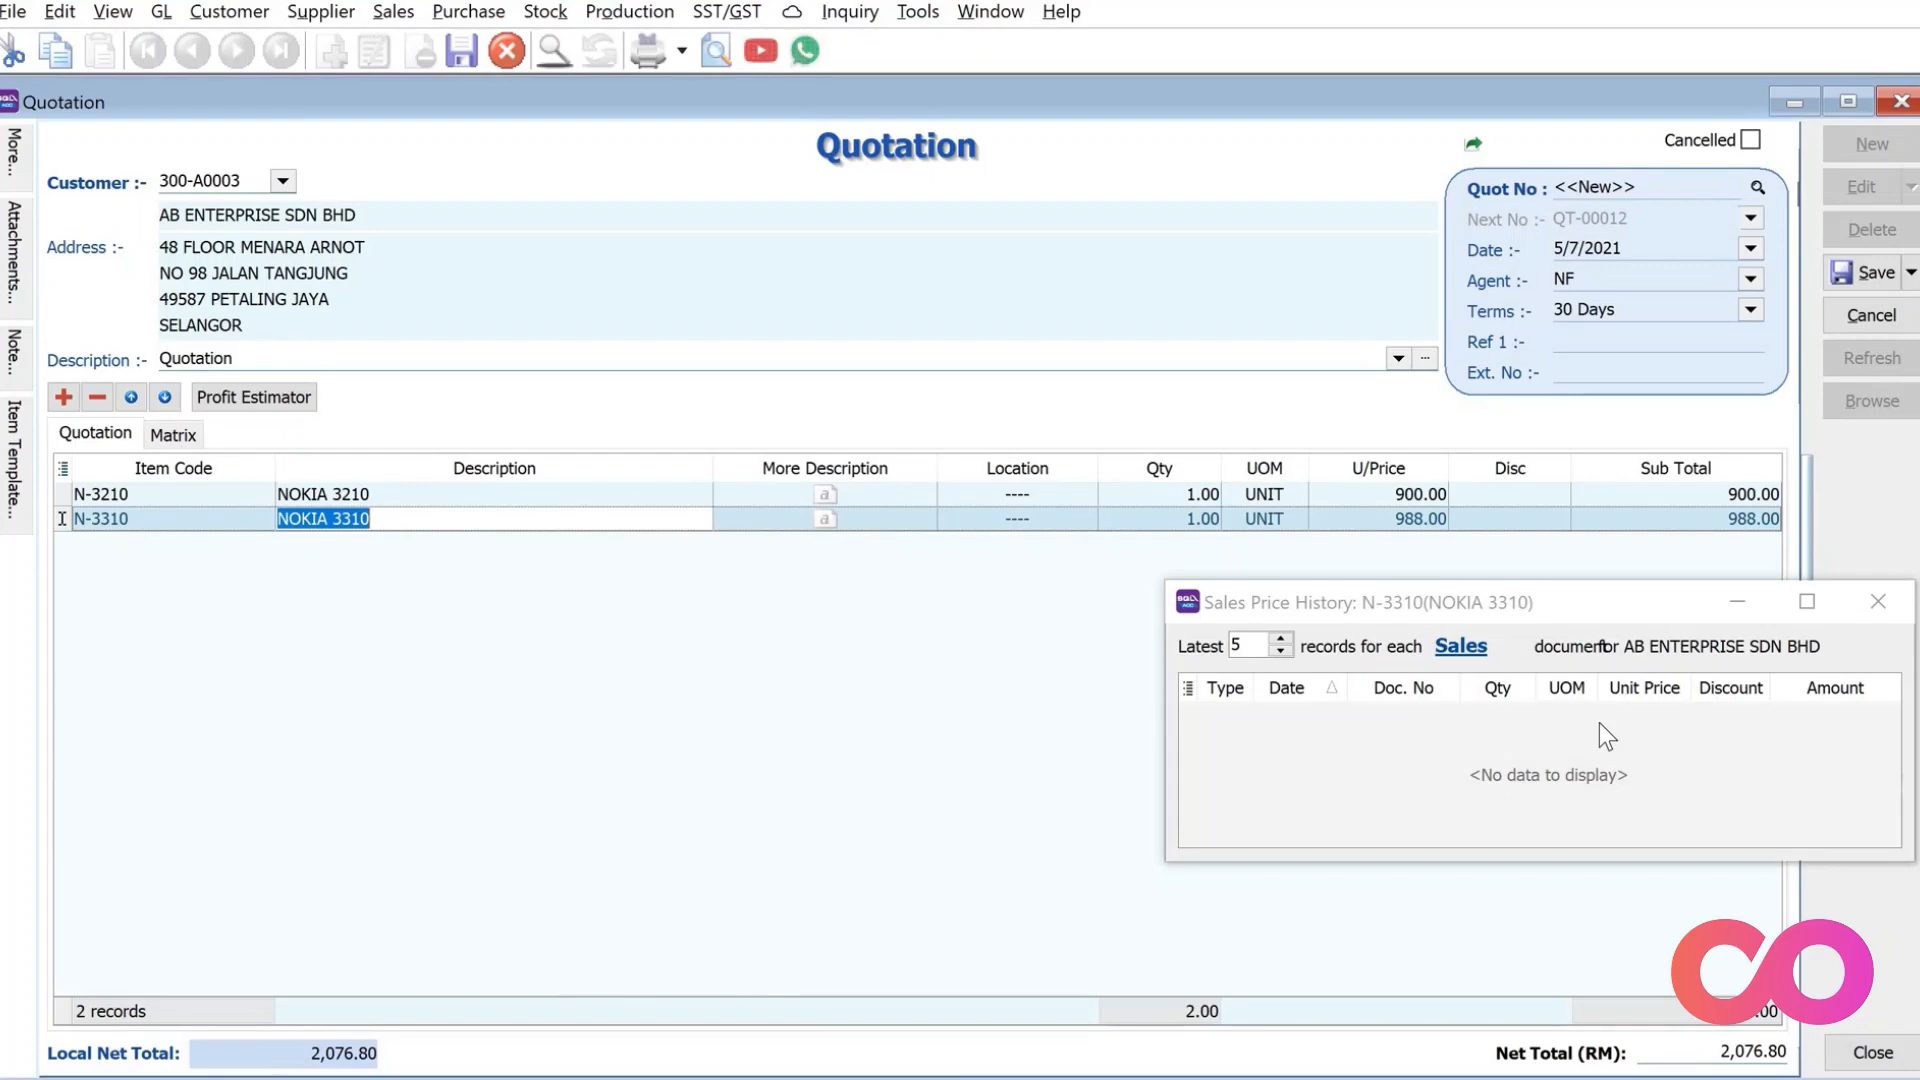 File Edit View GL Customer Supplier Sales Purchase Stock Production SST/GST Inquiry Tools Window Help
Quotation
More...
Attachments...
Note...
Item Template...
Quotation
Cancelled
Customer :- 300-A0003
AB ENTERPRISE SDN BHD
Address :- 48 FLOOR MENARA ARNOT
NO 98 JALAN TANGJUNG
49587 PETALING JAYA
SELANGOR
Description :- Quotation ...
Quot No : <<New>>
Next No :- QT-00012
Date :- 5/7/2021
Agent :- NF
Terms :- 30 Days
Ref 1 :-
Ext. No :-
New
Edit
Delete
Save
Cancel
Refresh
Browse
Profit Estimator
Quotation Matrix
Item Code Description More Description Location Qty UOM U/Price Disc Sub Total
N-3210 NOKIA 3210 a ---- 1.00 UNIT 900.00 900.00
N-3310 NOKIA 3310 a ---- 1.00 UNIT 988.00 988.00
Sales Price History: N-3310(NOKIA 3310)
Latest 5 records for each Sales document for AB ENTERPRISE SDN BHD
Type Date Doc. No Qty UOM Unit Price Discount Amount
<No data to display>
2 records 2.00 .00
Local Net Total: 2,076.80
Net Total (RM): 2,076.80
Close